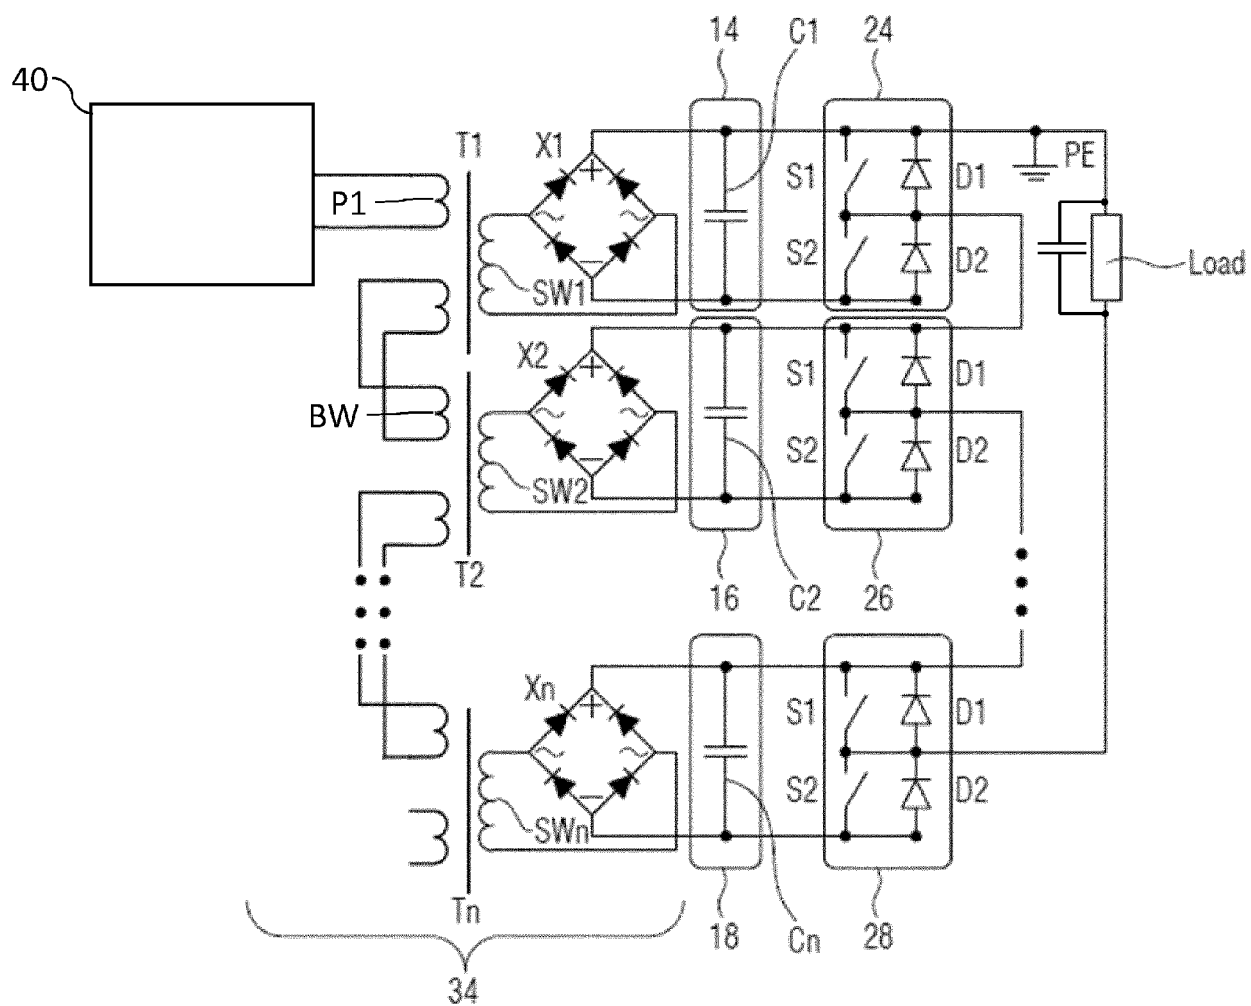 14
C1
24
40
T1
X1
S1
D1
PE
P1
SW1
S2
D2
Load
X2
S1
D1
BW
SW2
S2
D2
T2
16
C2
26
Xn
S1
D1
SWn
S2
D2
Tn
18
Cn
28
34